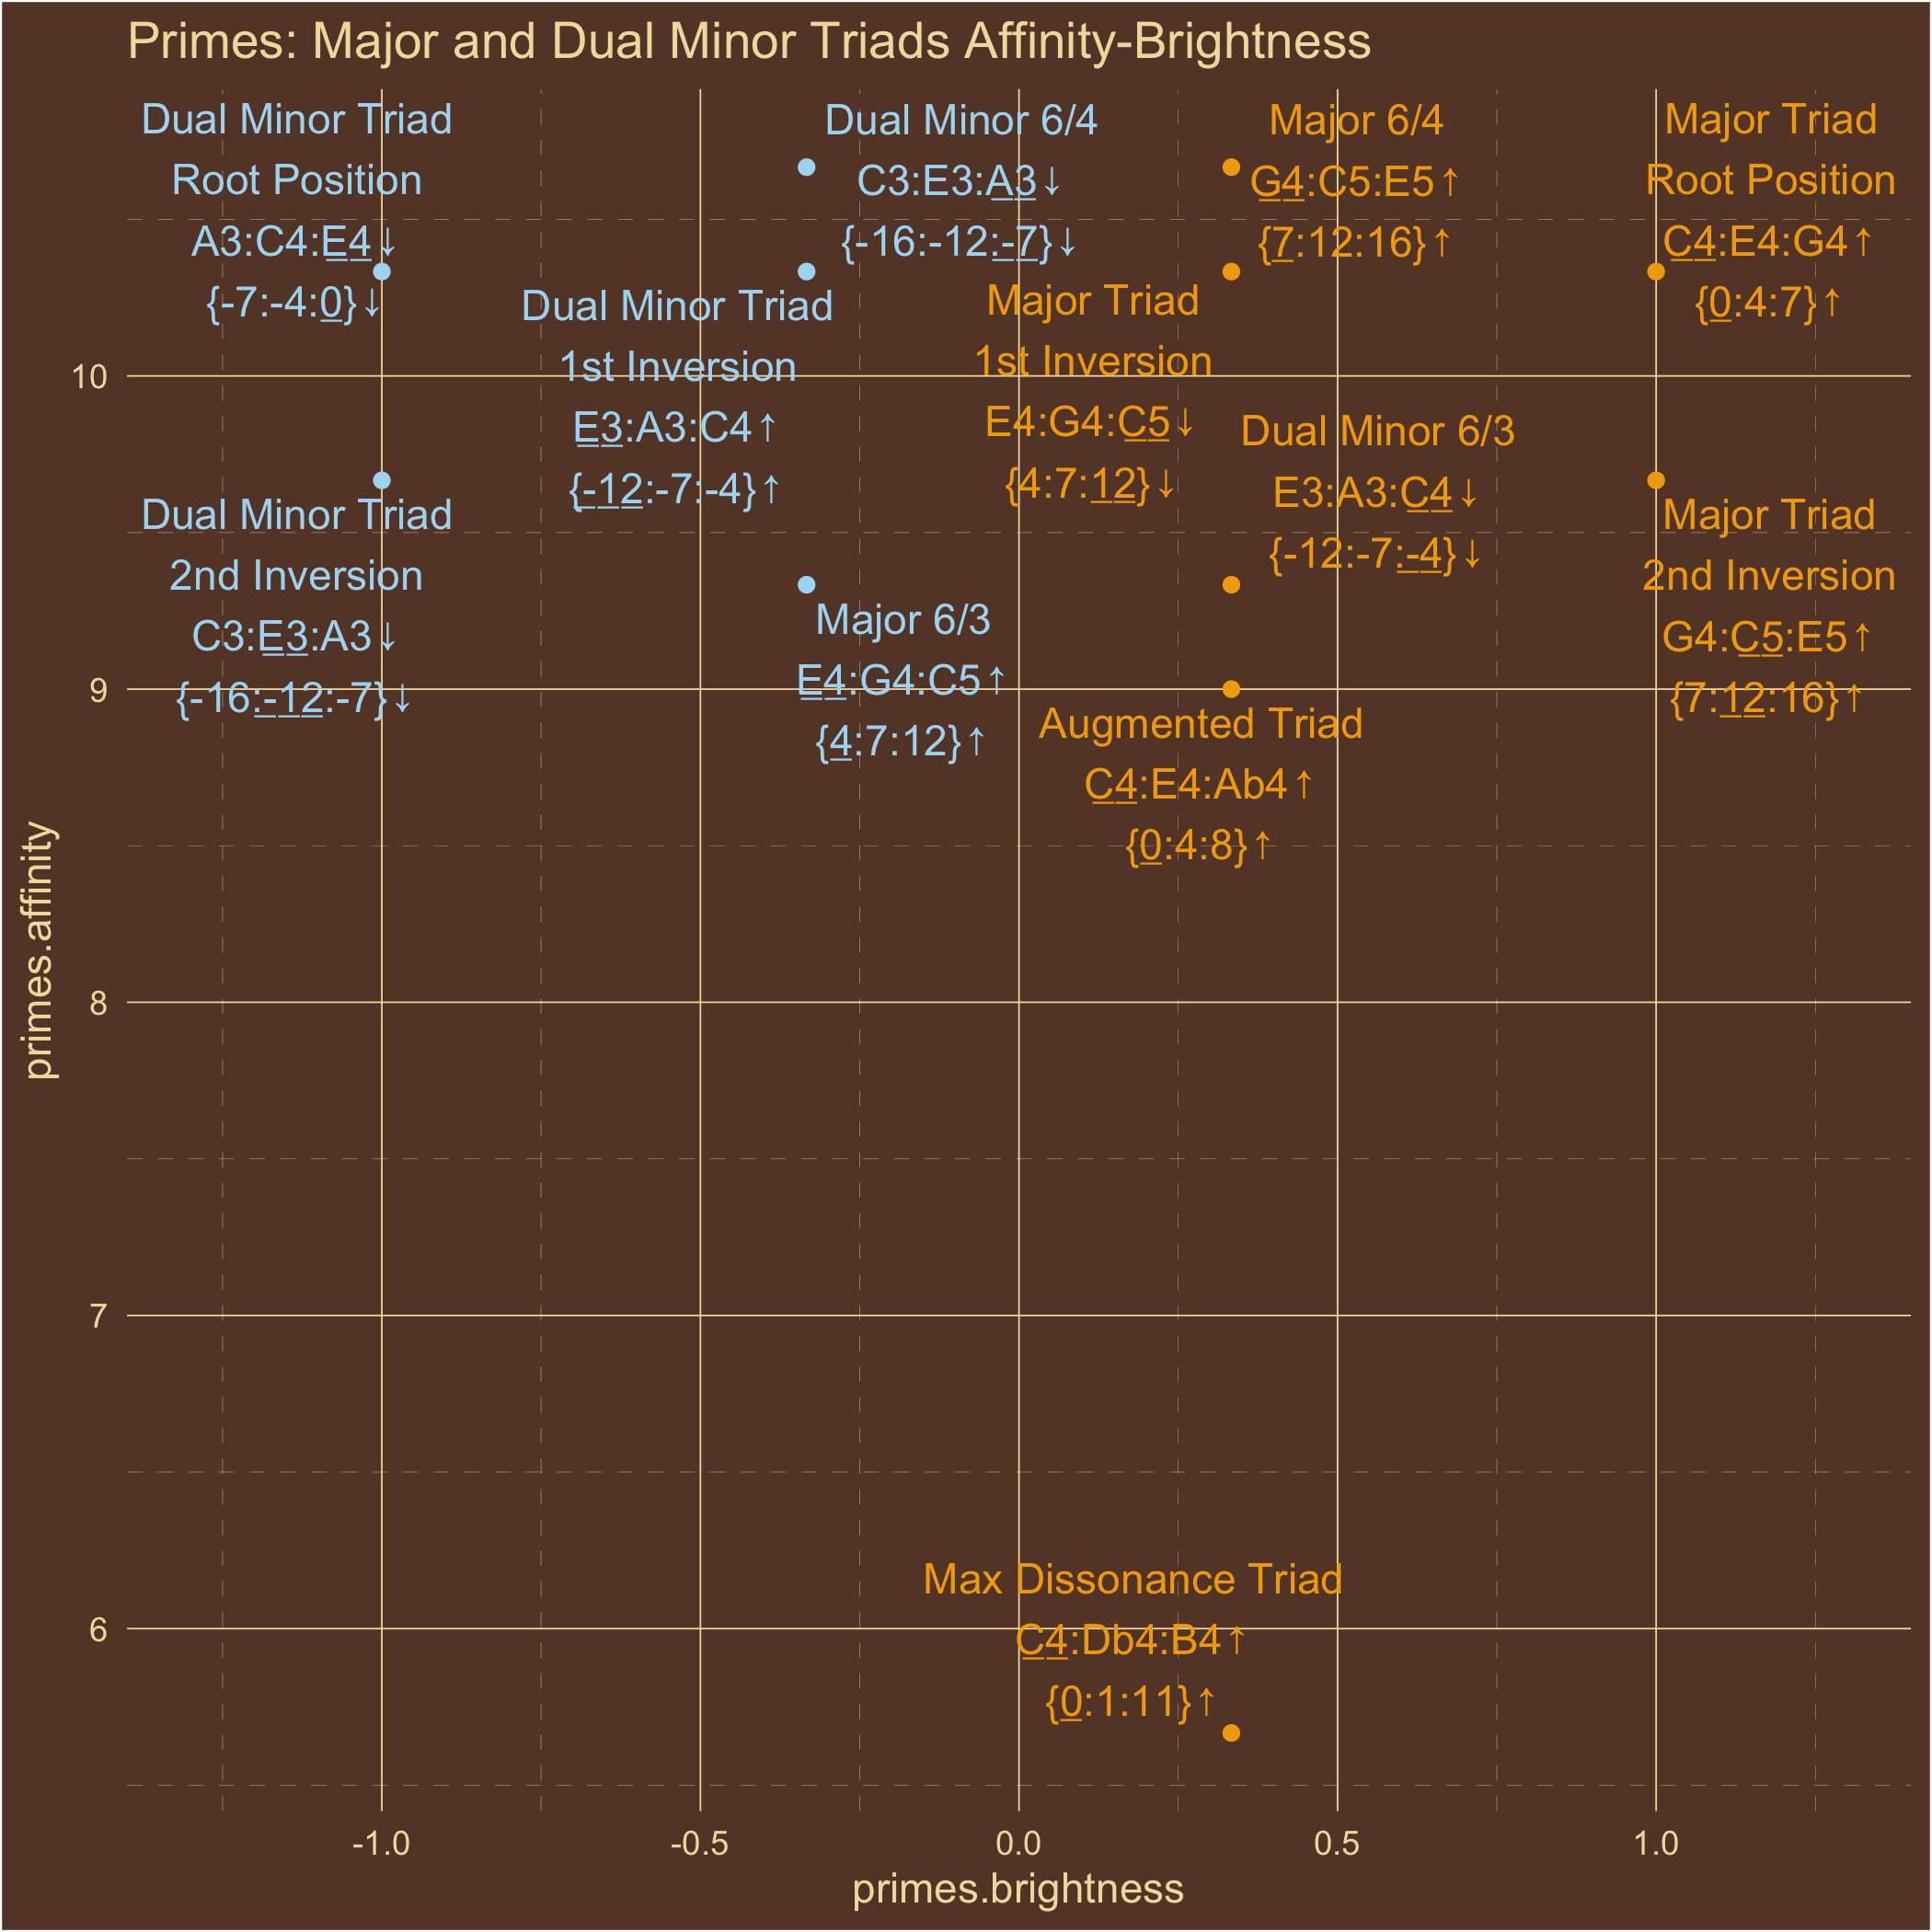 Primes: Major and Dual Minor Triads Affinity-Brightness
Dual Minor Triad
Root Position
A3:C4:E4↓
{-7:-4:0}↓
Dual Minor 6/4
C3:E3:A3↓
{-16:-12:-7}↓
Major 6/4
G4:C5:E5↑
{7:12:16}↑
Major Triad
Root Position
C4:E4:G4↑
{0:4:7}↑
Dual Minor Triad
1st Inversion
E3:A3:C4↑
{-12:-7:-4}↑
Major Triad
1st Inversion
E4:G4:C5↓
{4:7:12}↓
Dual Minor 6/3
E3:A3:C4↓
{-12:-7:-4}↓
Dual Minor Triad
2nd Inversion
C3:E3:A3↓
{-16:-12:-7}↓
Major 6/3
E4:G4:C5↑
{4:7:12}↑
Major Triad
2nd Inversion
G4:C5:E5↑
{7:12:16}↑
Augmented Triad
C4:E4:Ab4↑
{0:4:8}↑
Max Dissonance Triad
C4:Db4:B4↑
{0:1:11}↑
10
9
8
7
6
primes.affinity
-1.0
-0.5
0.0
0.5
1.0
primes.brightness